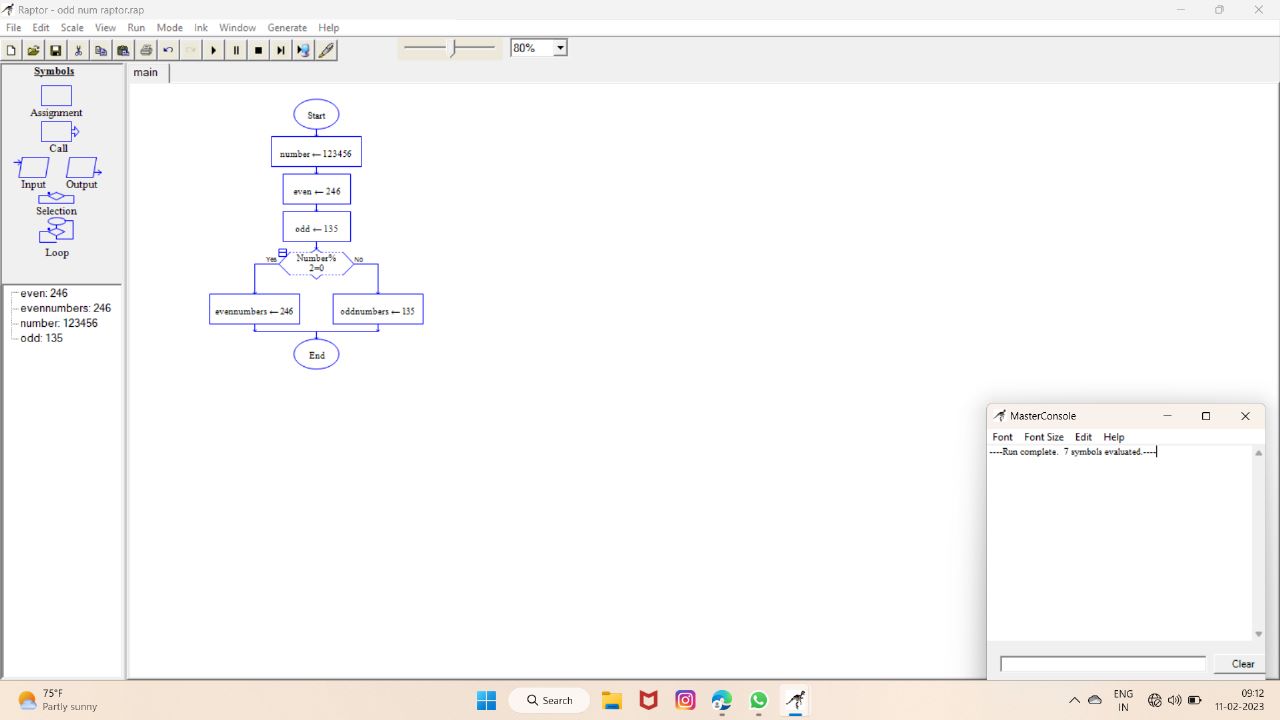 Raptor - odd num raptor.rap
File Edit Scale View Run Mode Ink Window Generate Help
80%
Symbols
Assignment
Call
Input Output
Selection
Loop
main
Start
number ← 123456
even ← 246
odd ← 135
Yes
Number%
2=0
No
evennumbers ← 246
oddnumbers ← 135
End
even: 246
evennumbers: 246
number: 123456
odd: 135
MasterConsole
Font Font Size Edit Help
----Run complete. 7 symbols evaluated.----
Clear
75°F
Partly sunny
Search
ENG
IN
09:12
11-02-2023